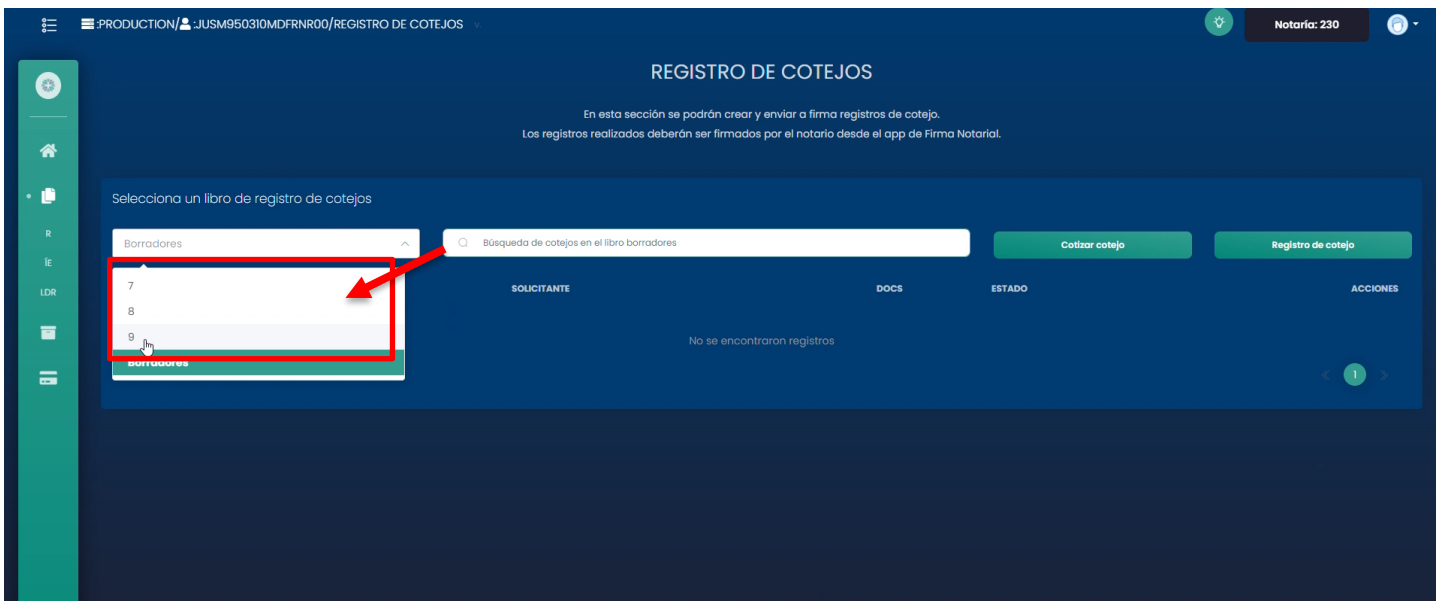 :PRODUCTION/ :JUSM950310MDFRNR00/REGISTRO DE COTEJOS v.
Notaría: 230
REGISTRO DE COTEJOS
En esta sección se podrán crear y enviar a firma registros de cotejo.
Los registros realizados deberán ser firmados por el notario desde el app de Firma Notarial.
Selecciona un libro de registro de cotejos
Borradores
Búsqueda de cotejos en el libro borradores
Cotizar cotejo
Registro de cotejo
R
LDR
7
8
9
Borradores
SOLICITANTE
DOCS
ESTADO
ACCIONES
No se encontraron registros
1